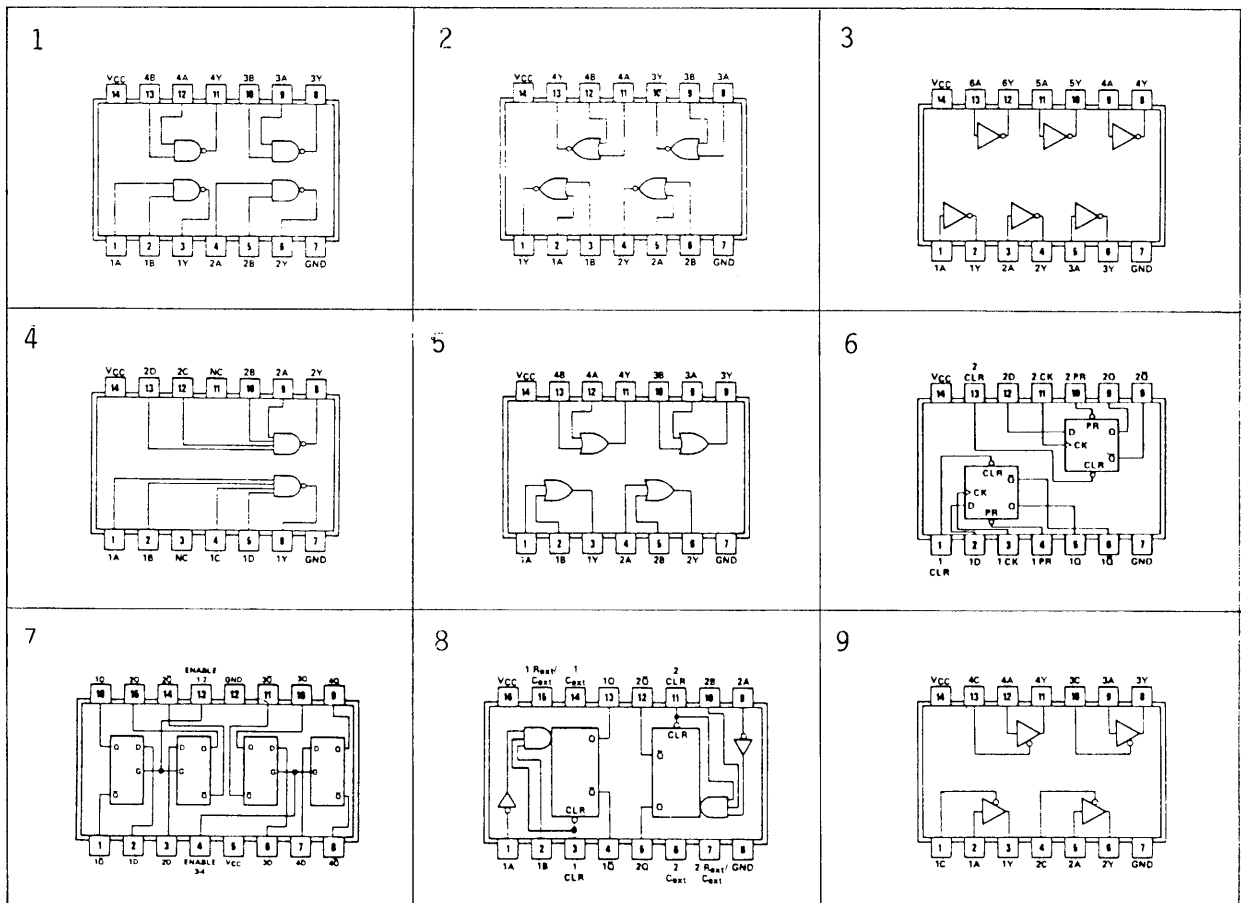 1
VCC 4B 4A 4Y 3B 3A 3Y
14 13 12 11 10 9 8
1 2 3 4 5 6 7
1A 1B 1Y 2A 2B 2Y GND
2
VCC 4Y 4B 4A 3Y 3B 3A
14 13 12 11 10 9 8
1 2 3 4 5 6 7
1Y 1A 1B 2Y 2A 2B GND
3
VCC 6A 6Y 5A 5Y 4A 4Y
14 13 12 11 10 9 8
1 2 3 4 5 6 7
1A 1Y 2A 2Y 3A 3Y GND
4
VCC 2D 2C NC 2B 2A 2Y
14 13 12 11 10 9 8
1 2 3 4 5 6 7
1A 1B NC 1C 1D 1Y GND
5
VCC 4B 4A 4Y 3B 3A 3Y
14 13 12 11 10 9 8
1 2 3 4 5 6 7
1A 1B 1Y 2A 2B 2Y GND
6
2
VCC CLR 2D 2 CK 2 PR 2Q 2Q̅
14 13 12 11 10 9 8
PR
D Q
CK
Q̅
CLR
CLR Q̅
CK
D Q
PR
1 2 3 4 5 6 7
1 1D 1 CK 1 PR 1Q 1Q̅ GND
CLR
7
ENABLE
1Q 2Q 2Q̅ 1-2 GND 3Q̅ 3Q 4Q
16 15 14 13 12 11 10 9
Q D D Q Q D D Q
G G G G
Q̅ Q̅ Q̅ Q̅
1 2 3 4 5 6 7 8
1Q̅ 1D 2D ENABLE VCC 3D 4D 4Q̅
3-4
8
1 Rext/ 1 2
VCC Cext Cext 1Q 2Q̅ CLR 2B 2A
16 15 14 13 12 11 10 9
Q CLR
Q̅
Q̅ Q
CLR
1 2 3 4 5 6 7 8
1A 1B 1 1Q̅ 2Q 2 2 Rext/ GND
CLR Cext Cext
9
VCC 4C 4A 4Y 3C 3A 3Y
14 13 12 11 10 9 8
1 2 3 4 5 6 7
1C 1A 1Y 2C 2A 2Y GND